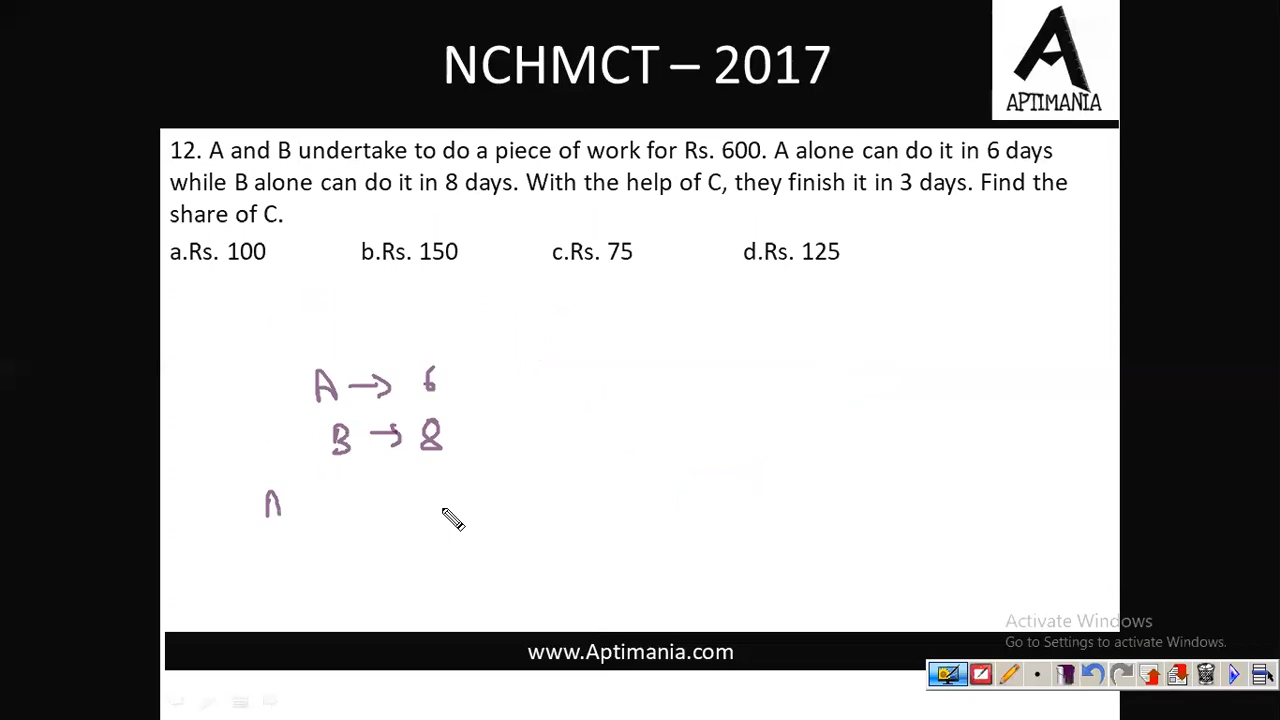 NCHMCT – 2017
APTIMANIA
12. A and B undertake to do a piece of work for Rs. 600. A alone can do it in 6 days
while B alone can do it in 8 days. With the help of C, they finish it in 3 days. Find the
share of C.
a.Rs. 100 b.Rs. 150 c.Rs. 75 d.Rs. 125
A → 6
B → 8
A
Activate Windows
Go to Settings to activate Windows.
www.Aptimania.com